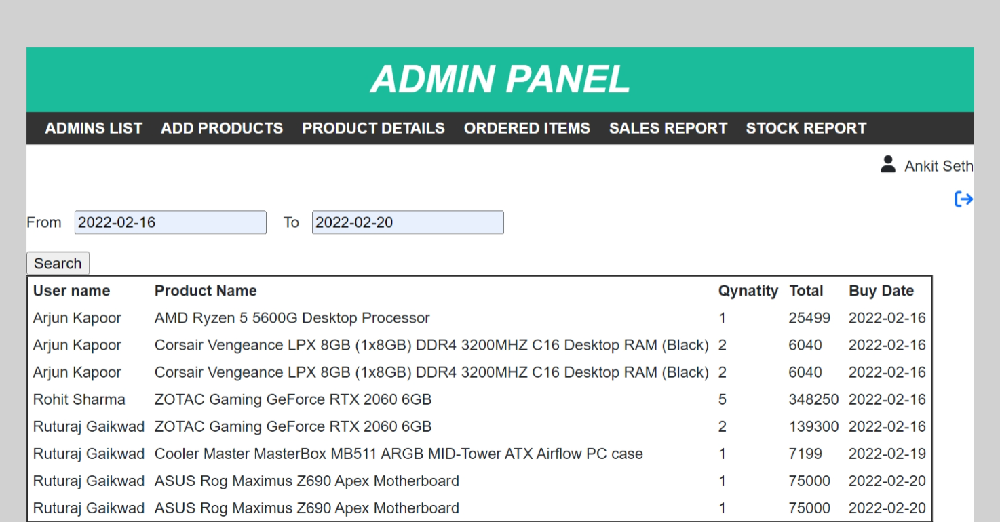 ADMIN PANEL
ADMINS LIST ADD PRODUCTS PRODUCT DETAILS ORDERED ITEMS SALES REPORT STOCK REPORT
Ankit Seth
From 2022-02-16 To 2022-02-20
Search
User name Product Name Qynatity Total Buy Date
Arjun Kapoor AMD Ryzen 5 5600G Desktop Processor 1 25499 2022-02-16
Arjun Kapoor Corsair Vengeance LPX 8GB (1x8GB) DDR4 3200MHZ C16 Desktop RAM (Black) 2 6040 2022-02-16
Arjun Kapoor Corsair Vengeance LPX 8GB (1x8GB) DDR4 3200MHZ C16 Desktop RAM (Black) 2 6040 2022-02-16
Rohit Sharma ZOTAC Gaming GeForce RTX 2060 6GB 5 348250 2022-02-16
Ruturaj Gaikwad ZOTAC Gaming GeForce RTX 2060 6GB 2 139300 2022-02-16
Ruturaj Gaikwad Cooler Master MasterBox MB511 ARGB MID-Tower ATX Airflow PC case 1 7199 2022-02-19
Ruturaj Gaikwad ASUS Rog Maximus Z690 Apex Motherboard 1 75000 2022-02-20
Ruturaj Gaikwad ASUS Rog Maximus Z690 Apex Motherboard 1 75000 2022-02-20